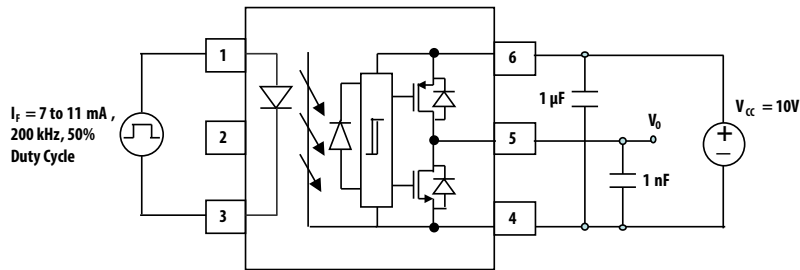 1
6
I_F = 7 to 11 mA ,
200 kHz, 50%
Duty Cycle
2
1 µF
V_CC = 10V
V_O
5
1 nF
3
4